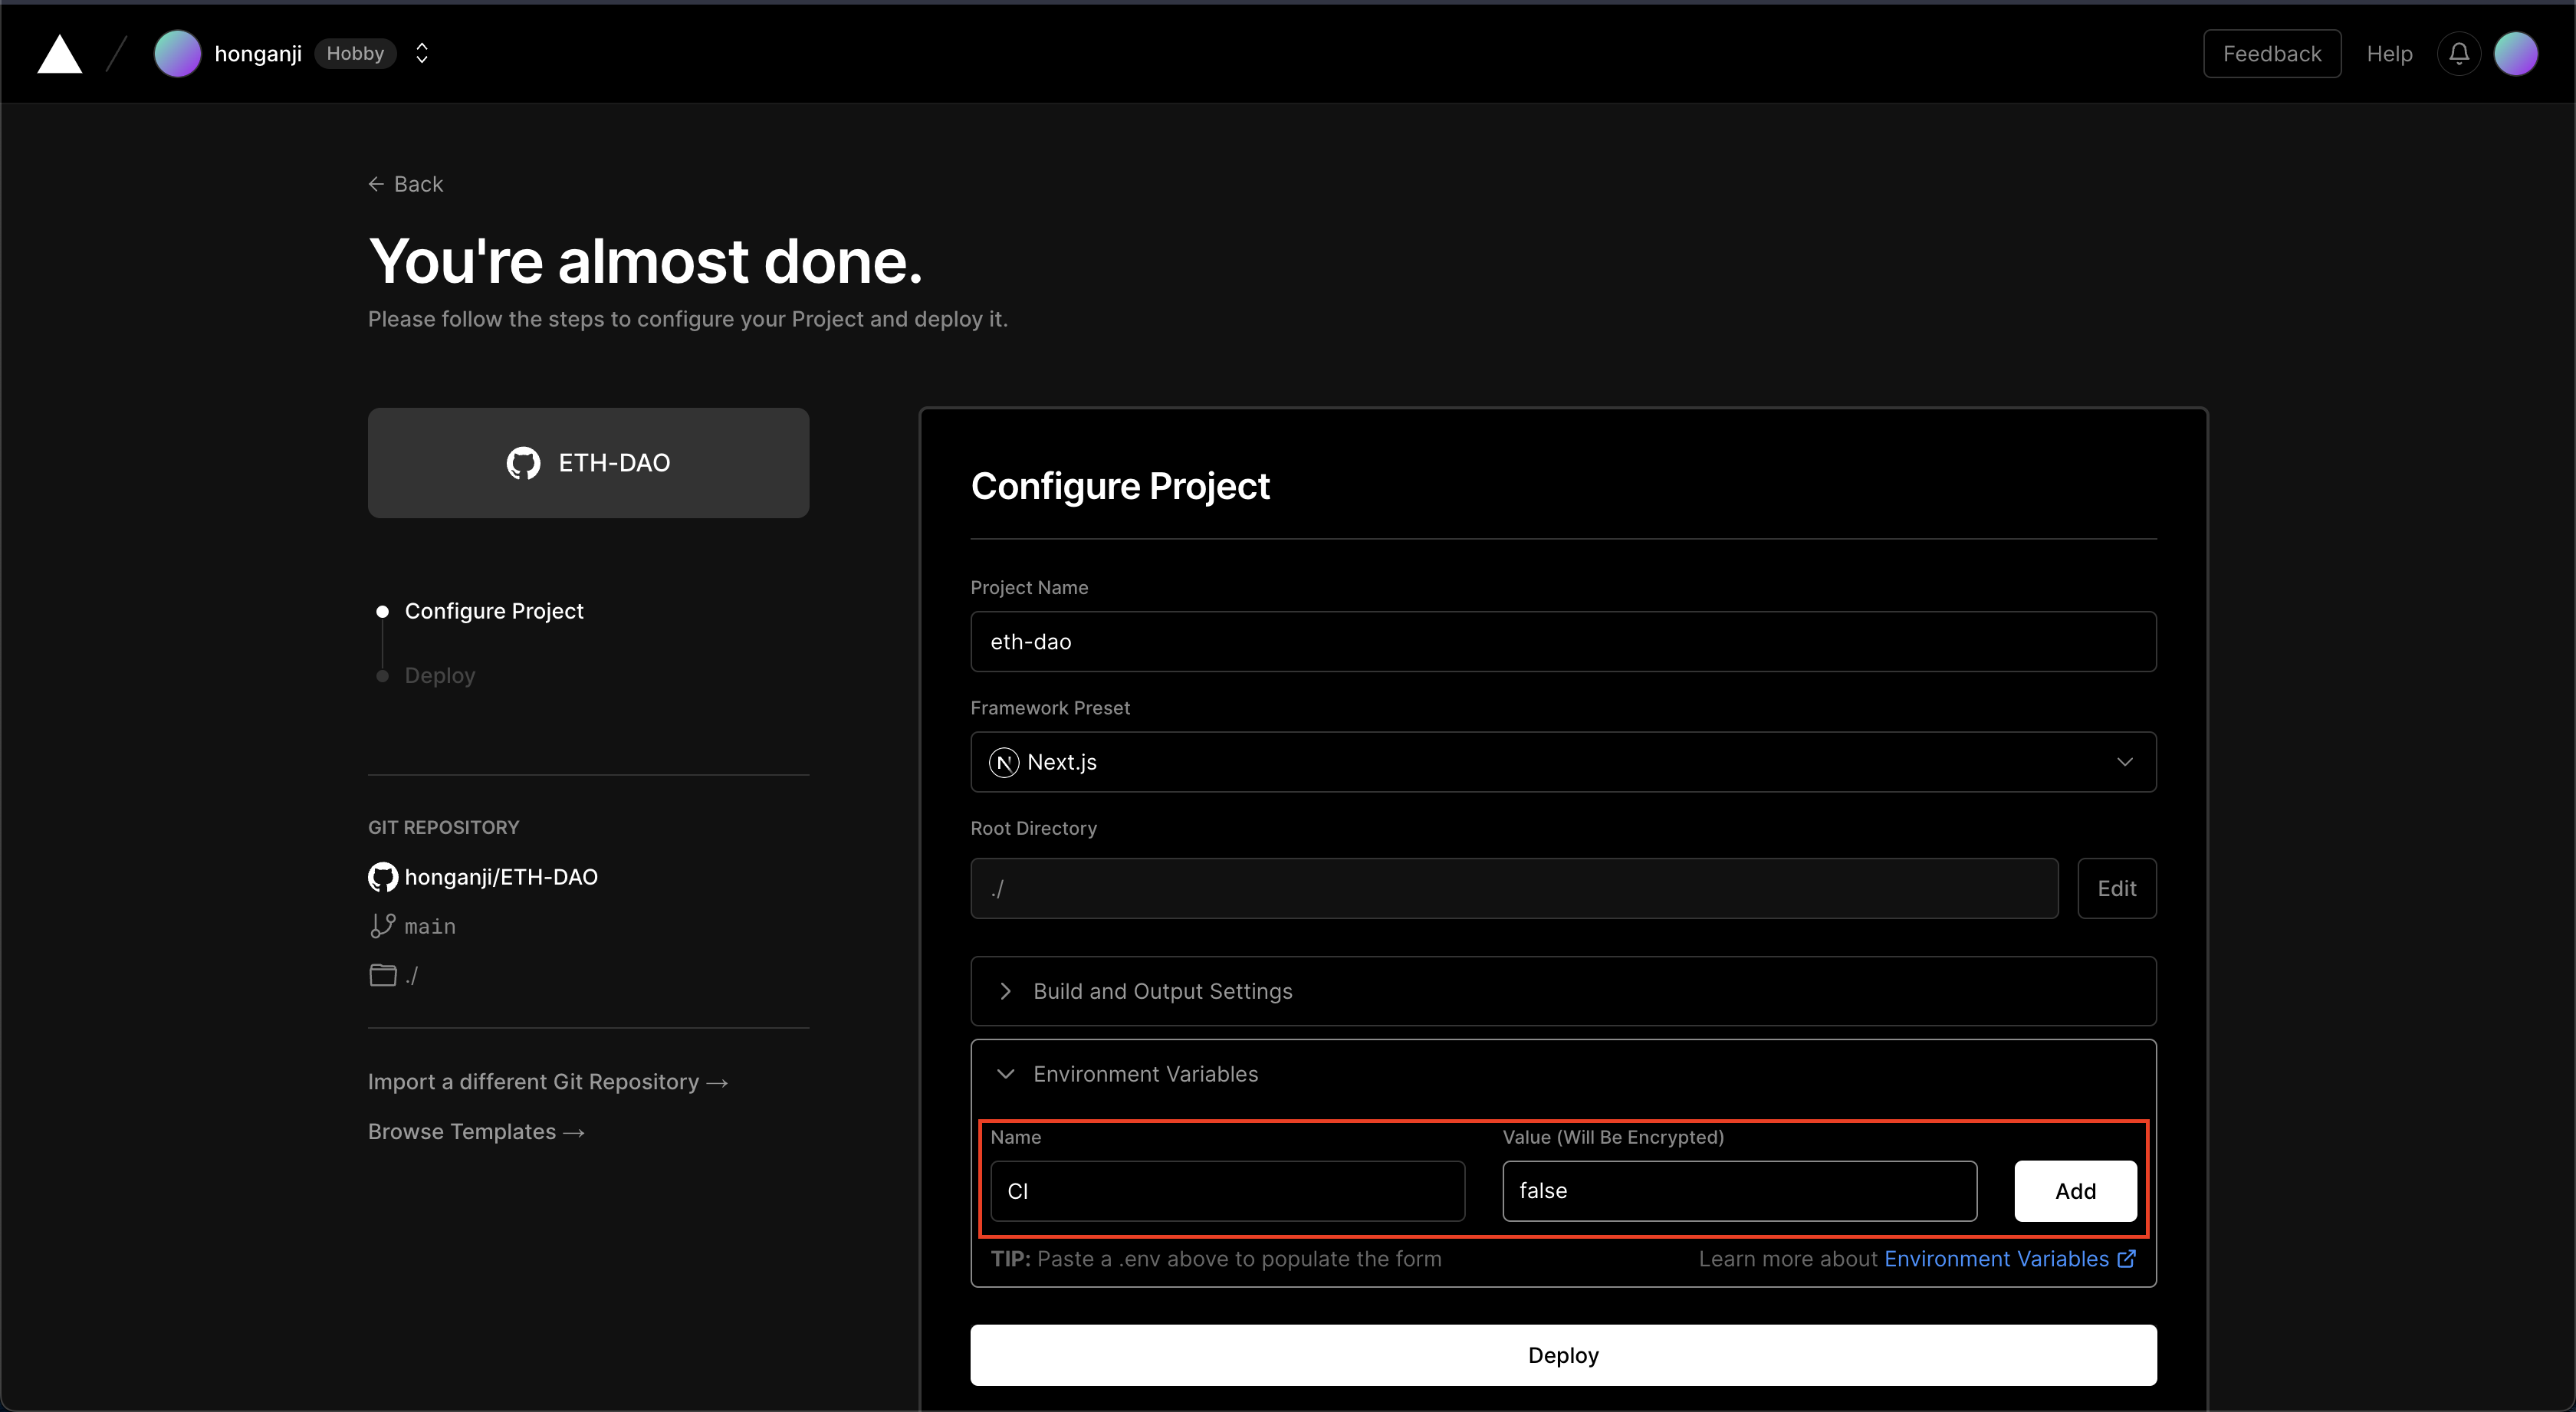 honganji Hobby
Feedback Help
← Back
You're almost done.
Please follow the steps to configure your Project and deploy it.
ETH-DAO
Configure Project
Deploy
GIT REPOSITORY
honganji/ETH-DAO
main
./
Import a different Git Repository →
Browse Templates →
Configure Project
Project Name
eth-dao
Framework Preset
N Next.js
Root Directory
./ Edit
Build and Output Settings
Environment Variables
Name Value (Will Be Encrypted)
CI false Add
TIP: Paste a .env above to populate the form Learn more about Environment Variables
Deploy